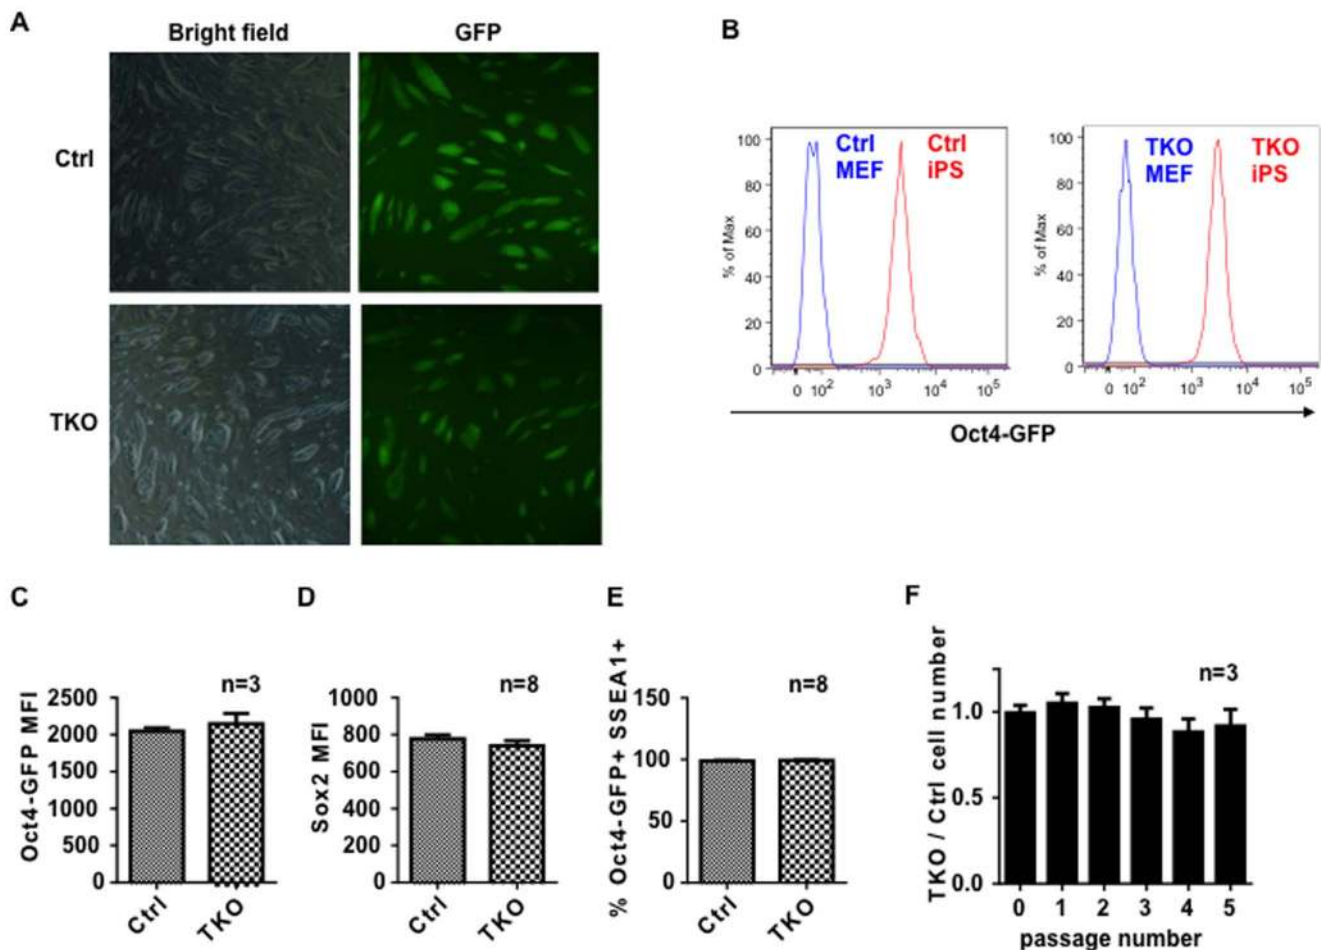 A
Bright field
GFP
Ctrl
TKO
B
Ctrl
MEF
Ctrl
iPS
100
80
60
40
20
0
% of Max
0 10² 10³ 10⁴ 10⁵
TKO
MEF
TKO
iPS
100
80
60
40
20
0
% of Max
0 10² 10³ 10⁴ 10⁵
Oct4-GFP
C
n=3
Oct4-GFP MFI
2500
2000
1500
1000
500
0
Ctrl
TKO
D
n=8
Sox2 MFI
1000
800
600
400
200
0
Ctrl
TKO
E
n=8
% Oct4-GFP+ SSEA1+
150
100
50
0
Ctrl
TKO
F
n=3
TKO / Ctrl cell number
1.0
0.5
0.0
0 1 2 3 4 5
passage number